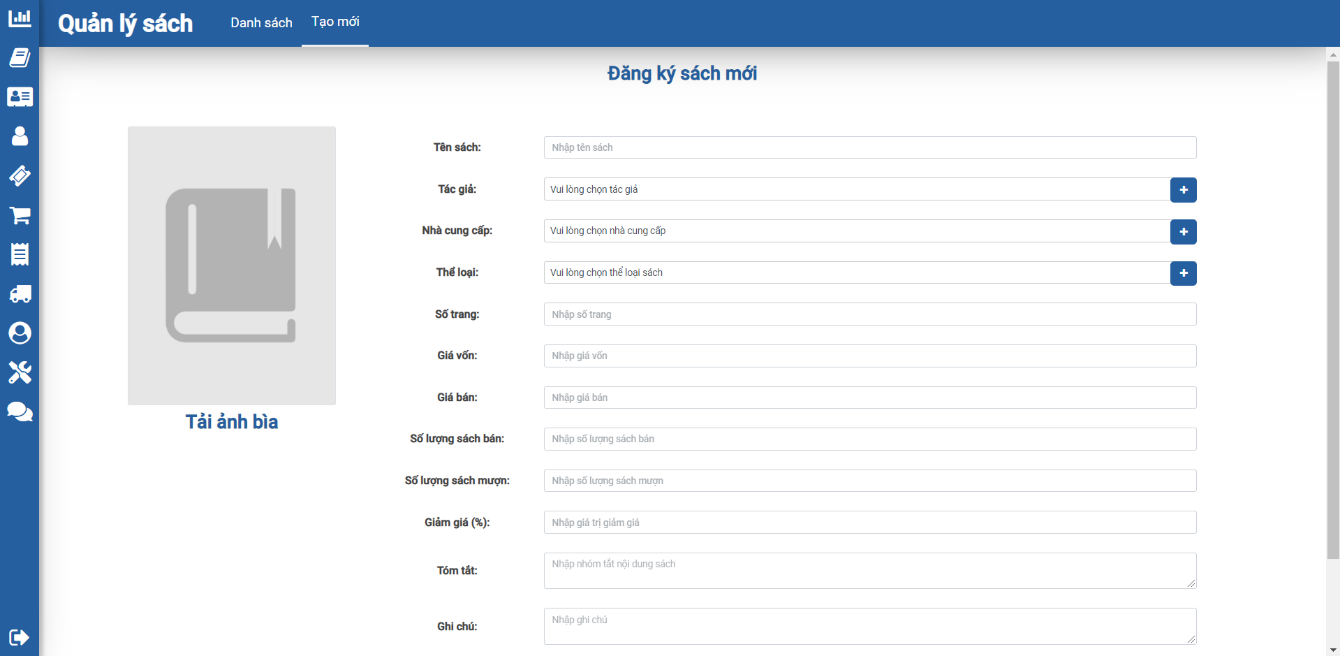 Quản lý sách Danh sách Tạo mới
Đăng ký sách mới
Tải ảnh bìa
Tên sách: Nhập tên sách
Tác giả: Vui lòng chọn tác giả +
Nhà cung cấp: Vui lòng chọn nhà cung cấp +
Thể loại: Vui lòng chọn thể loại sách +
Số trang: Nhập số trang
Giá vốn: Nhập giá vốn
Giá bán: Nhập giá bán
Số lượng sách bán: Nhập số lượng sách bán
Số lượng sách mượn: Nhập số lượng sách mượn
Giảm giá (%): Nhập giá trị giảm giá
Tóm tắt: Nhập nhóm tắt nội dung sách
Ghi chú: Nhập ghi chú